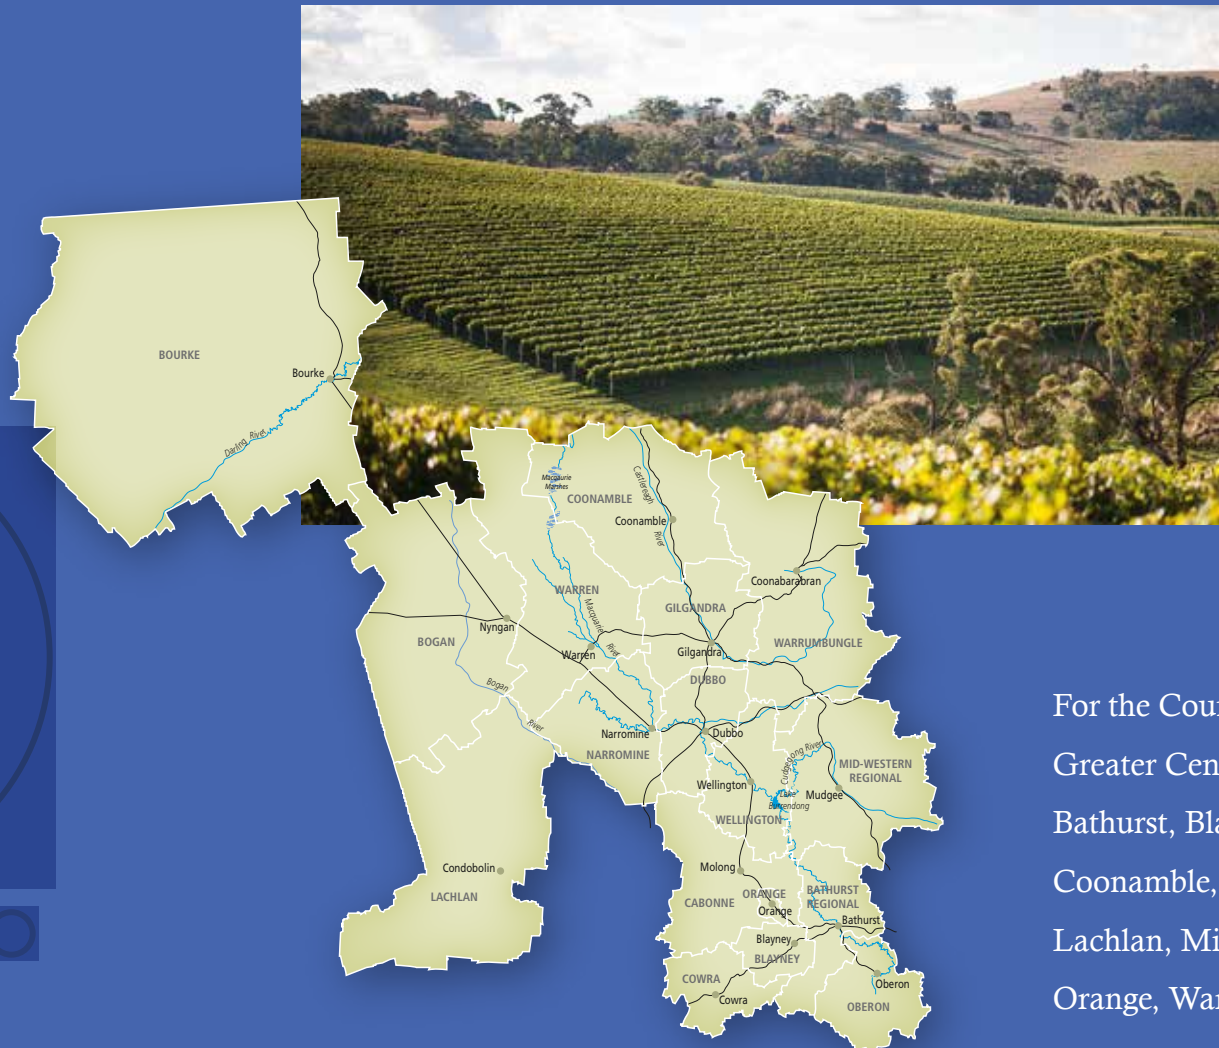 BOURKE
Bourke
Darling River
Macquarie
Marshes
COONAMBLE
Castlereagh
River
Coonamble
Coonabarabran
WARREN
Macquarie
River
GILGANDRA
Nyngan
BOGAN
Warren
Gilgandra
WARRUMBUNGLE
DUBBO
Bogan
River
Narromine
Dubbo
NARROMINE
Cudgegong River
MID-WESTERN
REGIONAL
Wellington
Lake
Burrendong
Mudgee
WELLINGTON
Molong
Condobolin
LACHLAN
ORANGE
CABONNE
Orange
BATHURST
REGIONAL
Bathurst
Blayney
BLAYNEY
COWRA
Cowra
Oberon
OBERON
For the Cour
Greater Cen
Bathurst, Bla
Coonamble,
Lachlan, Mi
Orange, War